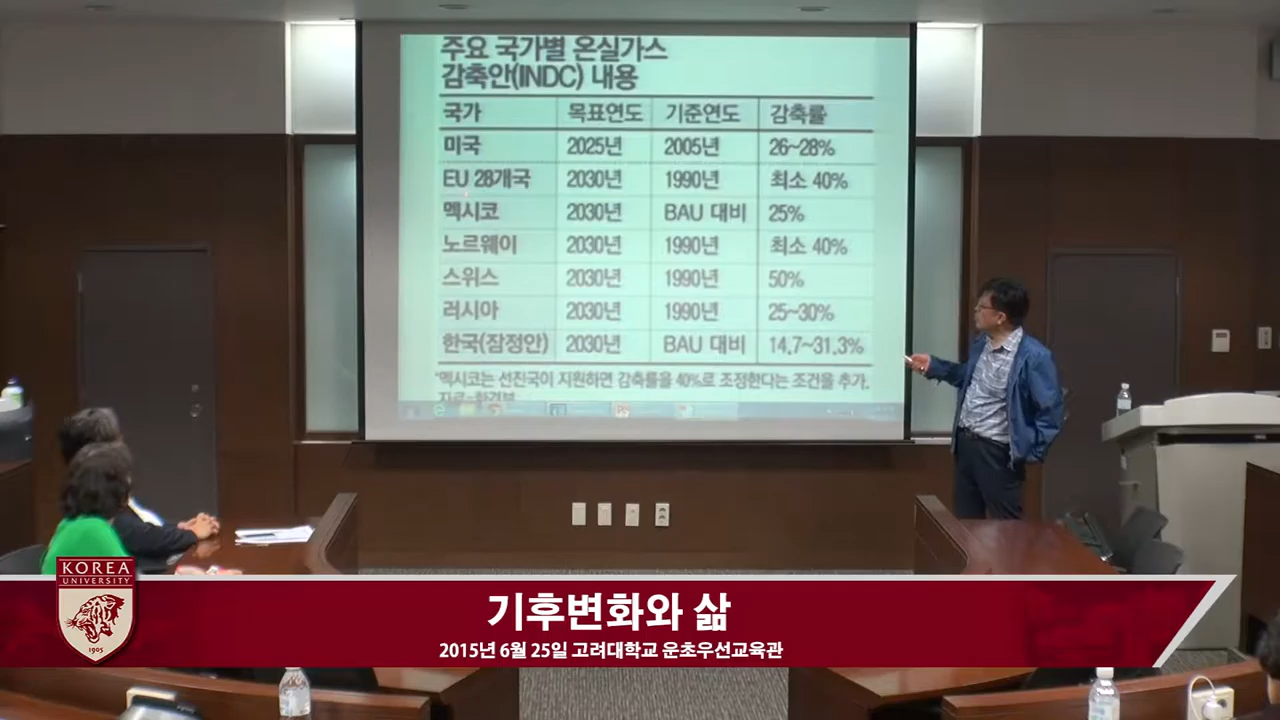 주요 국가별 온실가스
감축안(INDC) 내용
국가 목표연도 기준연도 감축률
미국 2025년 2005년 26~28%
EU 28개국 2030년 1990년 최소 40%
멕시코 2030년 BAU 대비 25%
노르웨이 2030년 1990년 최소 40%
스위스 2030년 1990년 50%
러시아 2030년 1990년 25~30%
한국(잠정안) 2030년 BAU 대비 14.7~31.3%
*멕시코는 선진국이 지원하면 감축률을 40%로 조정한다는 조건을 추가.
자료=환경부
KOREA
UNIVERSITY
1905
기후변화와 삶
2015년 6월 25일 고려대학교 운초우선교육관